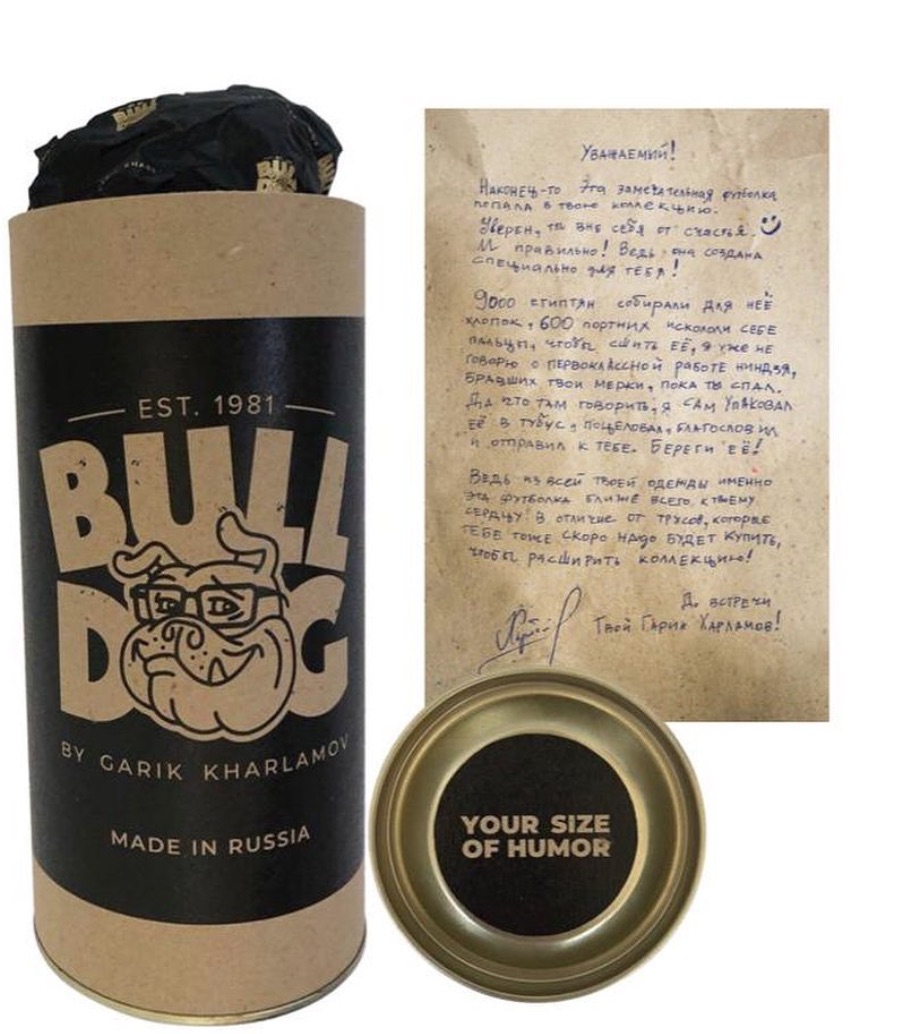 BULL
BULL
DOG
EST. 1981
BULL
DOG
BY GARIK KHARLAMOV
MADE IN RUSSIA
Уважаемий!
Наконец-то Эта замечательная футболка
попала в твою коллекцию.
Уверен, ты вне себя от счастья.
И правильно! Ведь она создана
специально для тебя!
9000 египтян собирали для неё
хлопок, 600 портних искололи себе
пальцы, чтобы сшить её, я уже не
говорю о первоклассной работе ниндзя,
бравших твои мерки, пока ты спал.
Да что там говорить, я сам упаковал
её в тубус, поцеловал, благословил
и отправил к тебе. Береги её!
Ведь из всей твоей одежды именно
эта футболка ближе всего к твоему
сердцу в отличие от трусов, которые
тебе тоже скоро надо будет купить,
чтобы расширить коллекцию!
До встречи
Твой Гарик Харламов!
YOUR SIZE
OF HUMOR